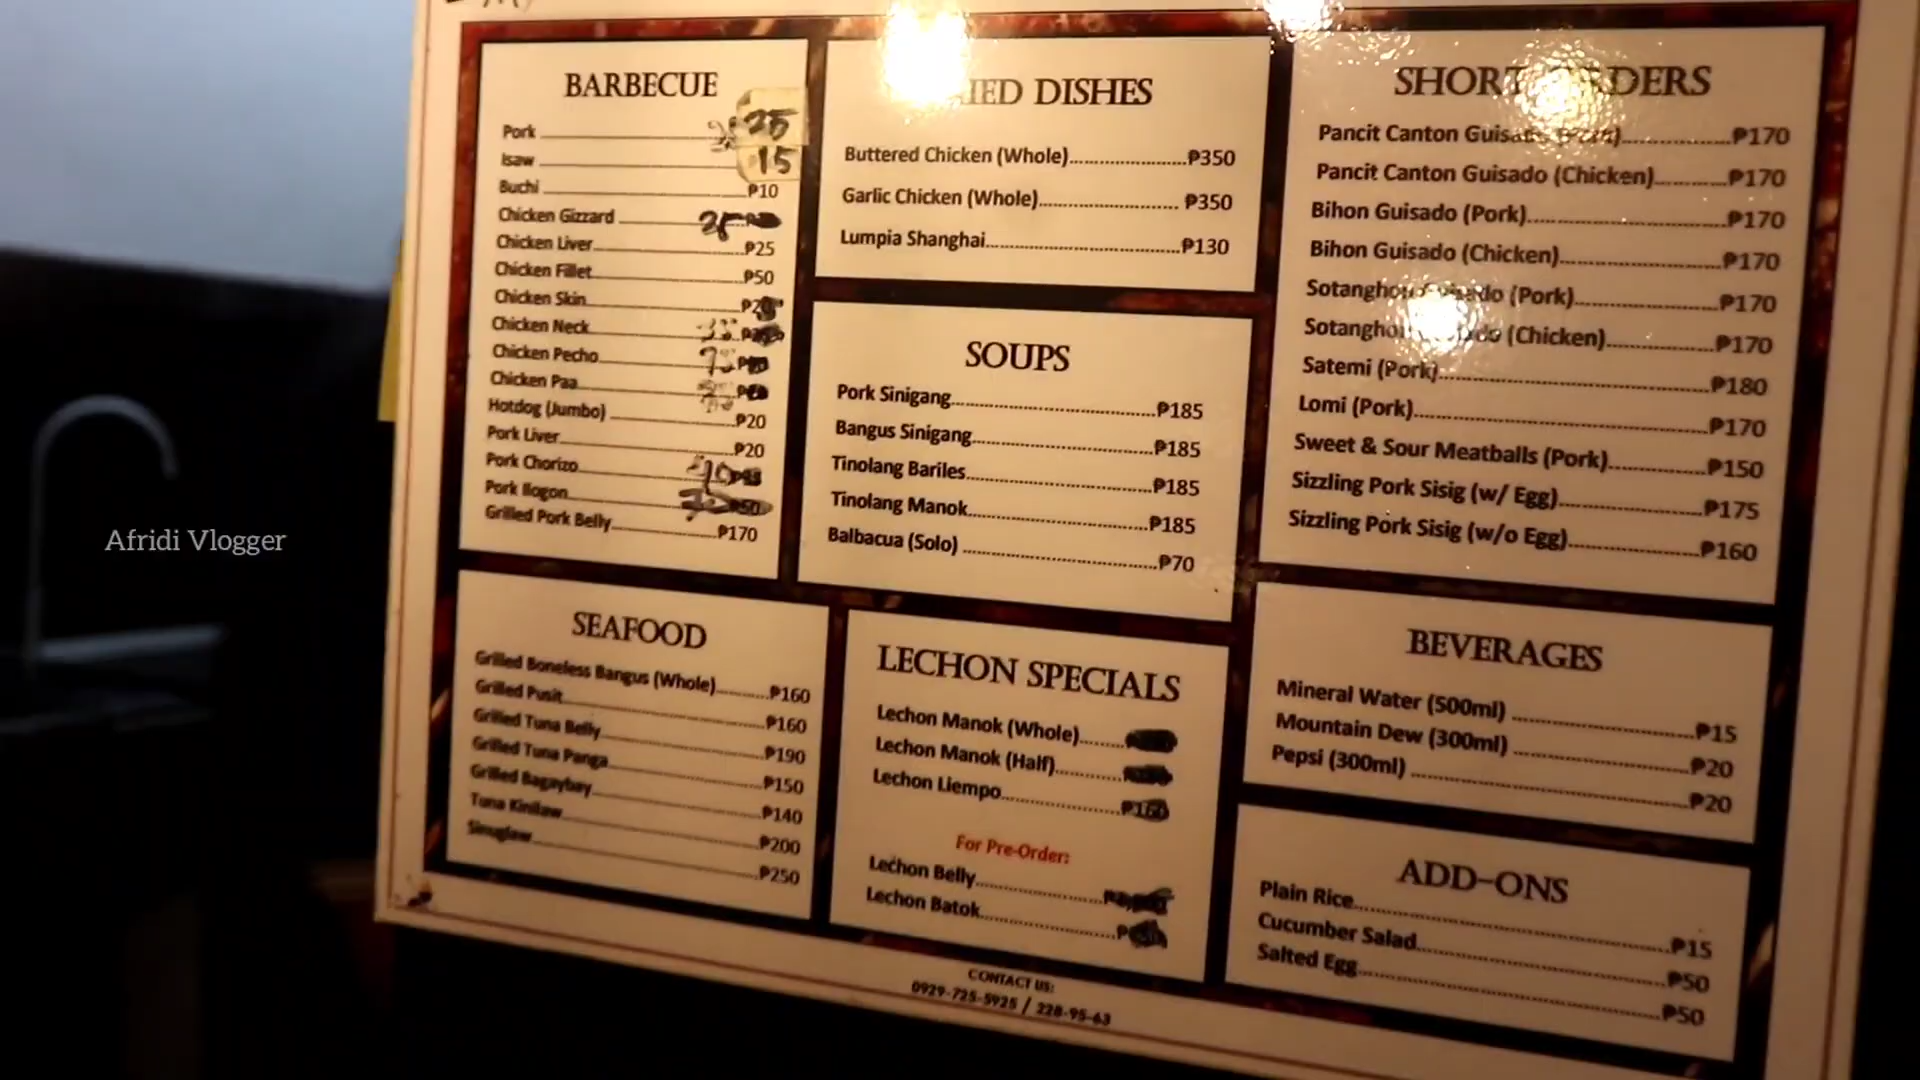 BARBECUE
Pork 25
Isaw 15
Buchi ₱10
Chicken Gizzard
Chicken Liver ₱25
Chicken Fillet ₱50
Chicken Skin
Chicken Neck
Chicken Pecho
Chicken Paa
Hotdog (Jumbo) ₱20
Pork Liver ₱20
Pork Chorizo
Pork Ilogon
Grilled Pork Belly ₱170
SEAFOOD
Grilled Boneless Bangus (Whole) ₱160
Grilled Pusit ₱160
Grilled Tuna Belly ₱190
Grilled Tuna Panga ₱150
Grilled Bagaybay ₱140
Tuna Kinilaw ₱200
Sinuglaw ₱250
DISHES
Buttered Chicken (Whole) ₱350
Garlic Chicken (Whole) ₱350
Lumpia Shanghai ₱130
SOUPS
Pork Sinigang ₱185
Bangus Sinigang ₱185
Tinolang Bariles ₱185
Tinolang Manok ₱185
Balbacua (Solo) ₱70
LECHON SPECIALS
Lechon Manok (Whole)
Lechon Manok (Half)
Lechon Liempo ₱160
For Pre-Order:
Lechon Belly
Lechon Batok
SHORT ORDERS
Pancit Canton Guisado ₱170
Pancit Canton Guisado (Chicken) ₱170
Bihon Guisado (Pork) ₱170
Bihon Guisado (Chicken) ₱170
Sotanghon Guisado (Pork) ₱170
Sotanghon Guisado (Chicken) ₱170
Satemi (Pork) ₱180
Lomi (Pork) ₱170
Sweet & Sour Meatballs (Pork) ₱150
Sizzling Pork Sisig (w/ Egg) ₱175
Sizzling Pork Sisig (w/o Egg) ₱160
BEVERAGES
Mineral Water (500ml) ₱15
Mountain Dew (300ml) ₱20
Pepsi (300ml) ₱20
ADD-ONS
Plain Rice ₱15
Cucumber Salad ₱50
Salted Egg ₱50
CONTACT US:
0929-725-5925 / 228-95-63
Afridi Vlogger